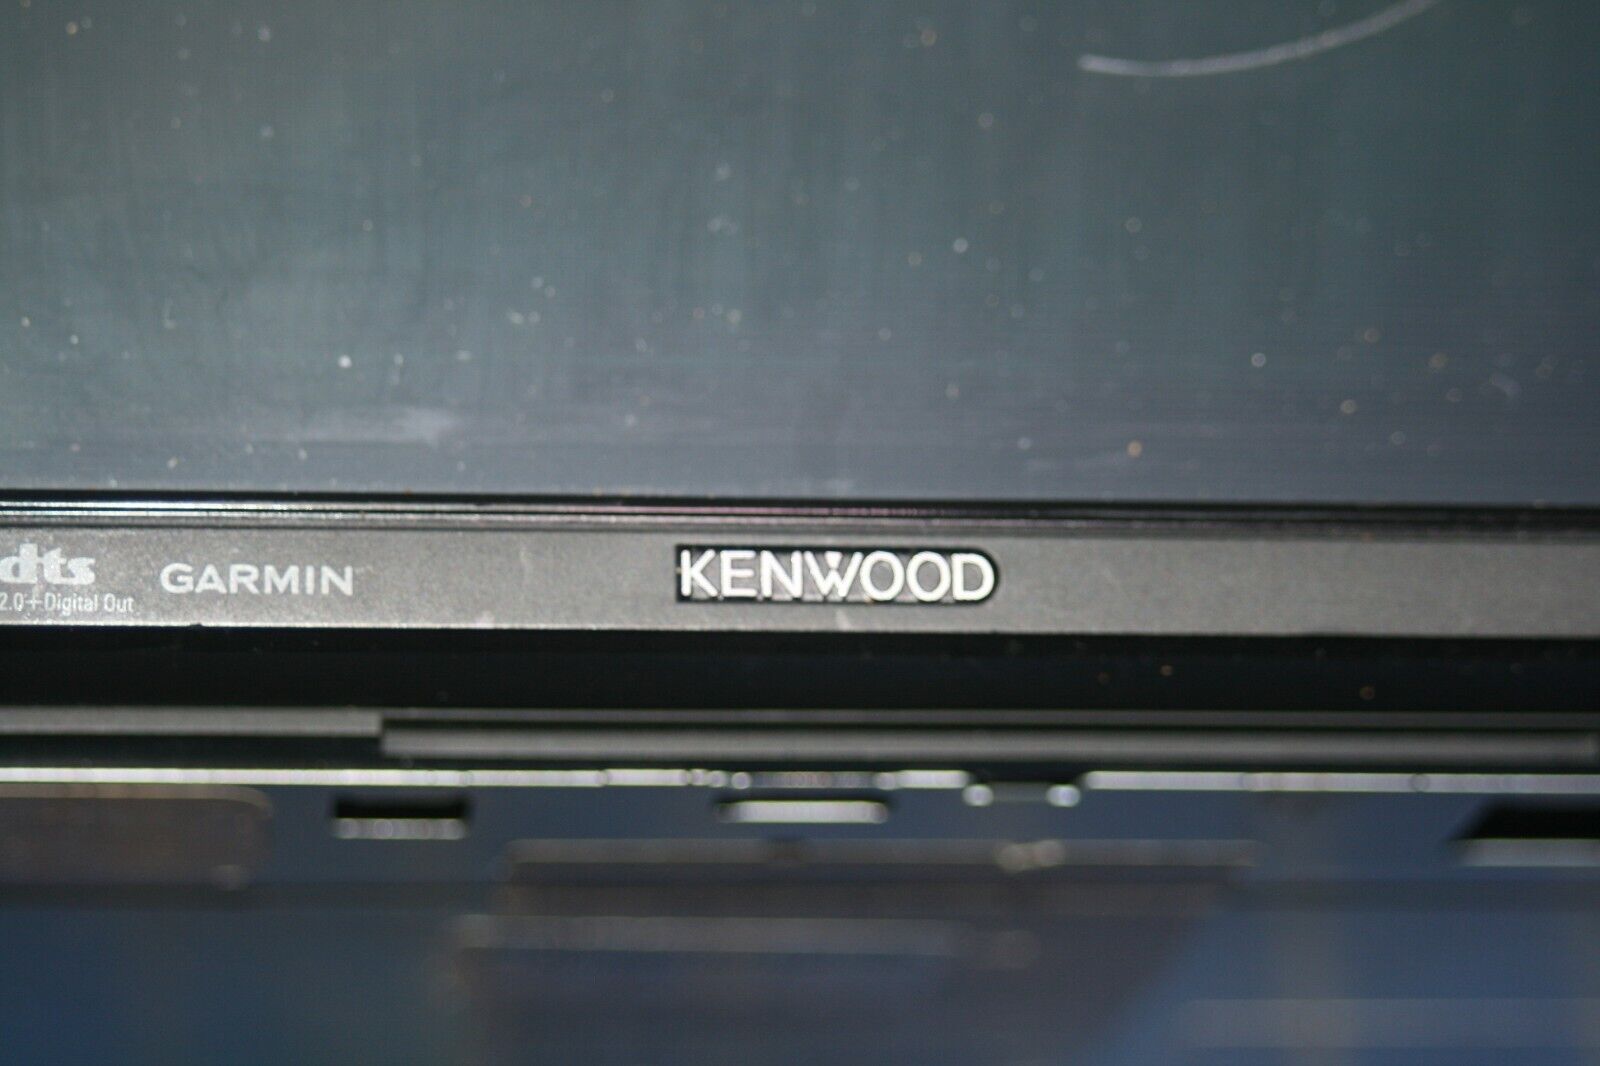 dts
2.0+Digital Out
GARMIN
KENWOOD